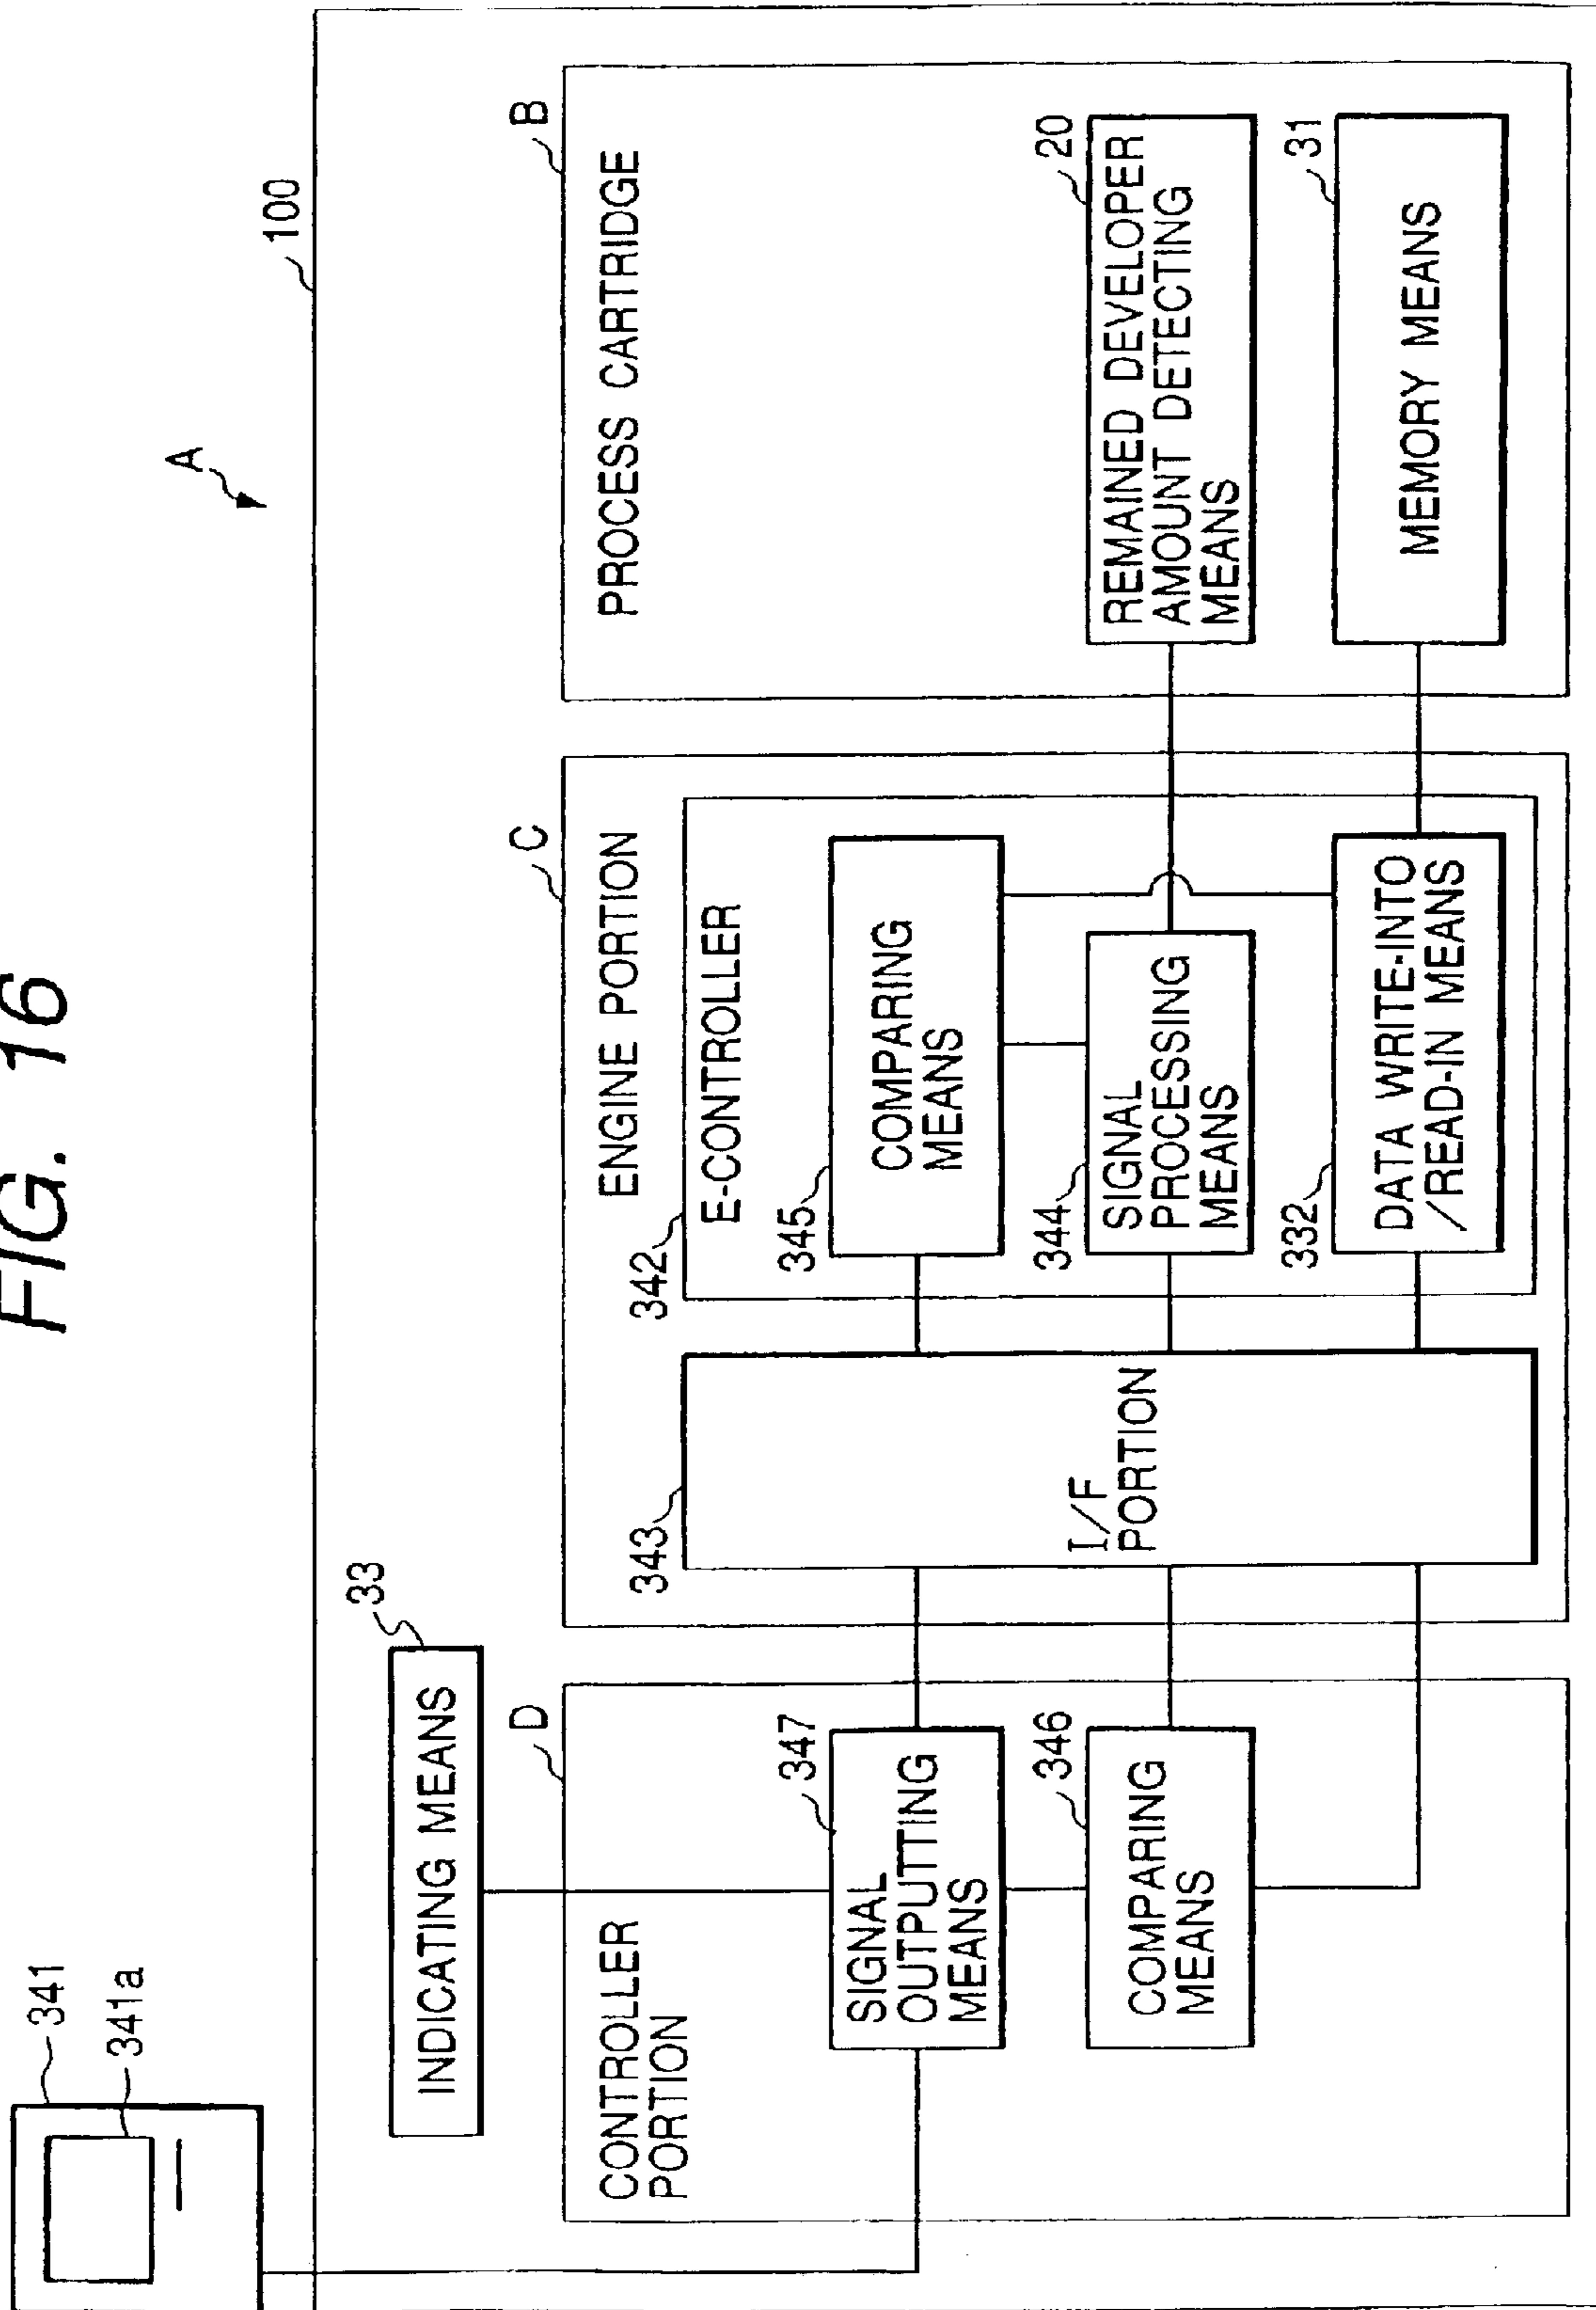 FIG. 16
341
341a
A
100
33
INDICATING MEANS
D
CONTROLLER
PORTION
347
SIGNAL
OUTPUTTING
MEANS
346
COMPARING
MEANS
C
ENGINE PORTION
343
I/F
PORTION
342
E-CONTROLLER
345
COMPARING
MEANS
344
SIGNAL
PROCESSING
MEANS
332
DATA WRITE-INTO
/READ-IN MEANS
B
PROCESS CARTRIDGE
20
REMAINED DEVELOPER
AMOUNT DETECTING
MEANS
31
MEMORY MEANS